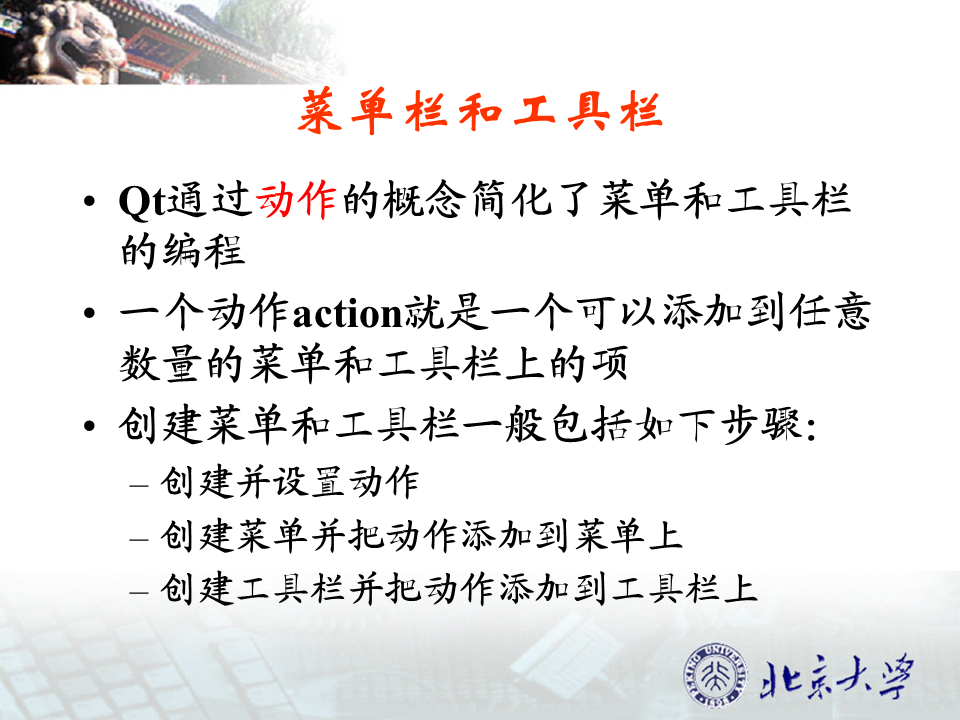 菜单栏和工具栏
• Qt通过动作的概念简化了菜单和工具栏
的编程
• 一个动作action就是一个可以添加到任意
数量的菜单和工具栏上的项
• 创建菜单和工具栏一般包括如下步骤:
– 创建并设置动作
– 创建菜单并把动作添加到菜单上
– 创建工具栏并把动作添加到工具栏上
PEKING UNIVERSITY
1898
北京大学